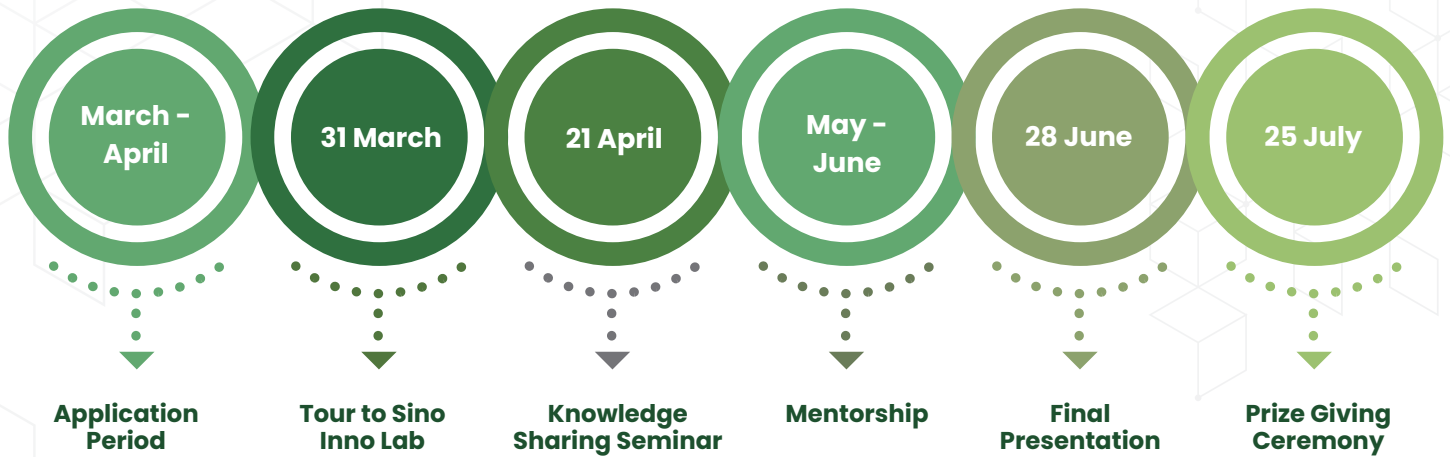 March -
April
31 March
21 April
May -
June
28 June
25 July
Application
Period
Tour to Sino
Inno Lab
Knowledge
Sharing Seminar
Mentorship
Final
Presentation
Prize Giving
Ceremony